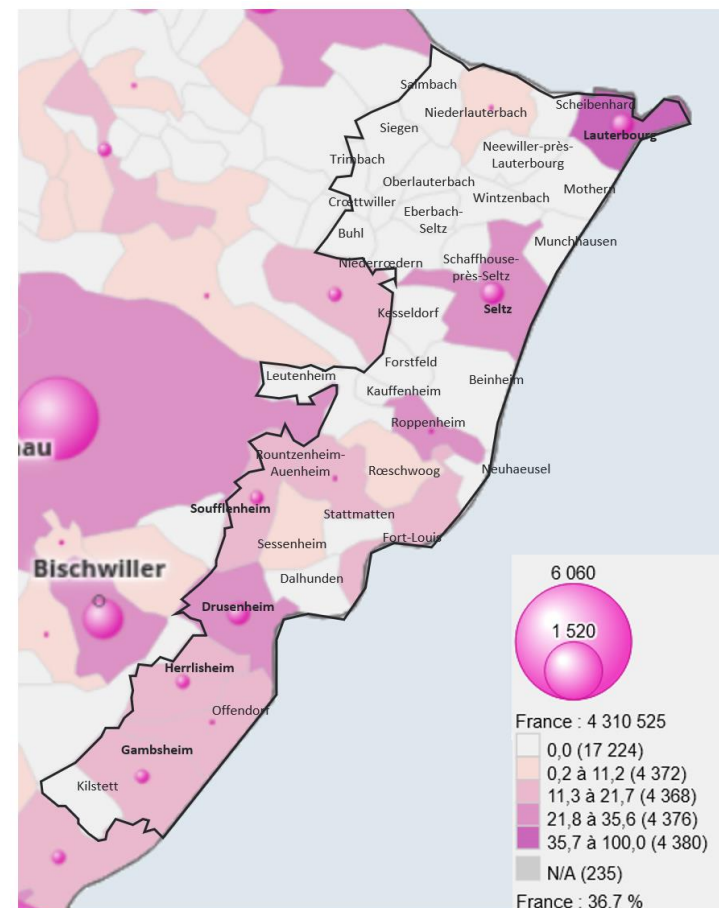 Salmbach
Scheibenhard
Niederlauterbach
Lauterbourg
Siegen
Neewiller-près-
Lauterbourg
Trimbach
Oberlauterbach
Mothern
Wintzenbach
Crœttwiller
Eberbach-
Seltz
Buhl
Munchhausen
Niederrœdern
Schaffhouse-
près-Seltz
Seltz
Kesseldorf
Forstfeld
Leutenheim
Beinheim
Kauffenheim
Roppenheim
au
Rountzenheim-
Auenheim
Rœschwoog
Neuhaeusel
Soufflenheim
Stattmatten
Sessenheim
Fort-Louis
Bischwiller
Dalhunden
Drusenheim
Herrlisheim
Offendorf
Gambsheim
Kilstett
6 060
1 520
France : 4 310 525
0,0 (17 224)
0,2 à 11,2 (4 372)
11,3 à 21,7 (4 368)
21,8 à 35,6 (4 376)
35,7 à 100,0 (4 380)
N/A (235)
France : 36,7 %